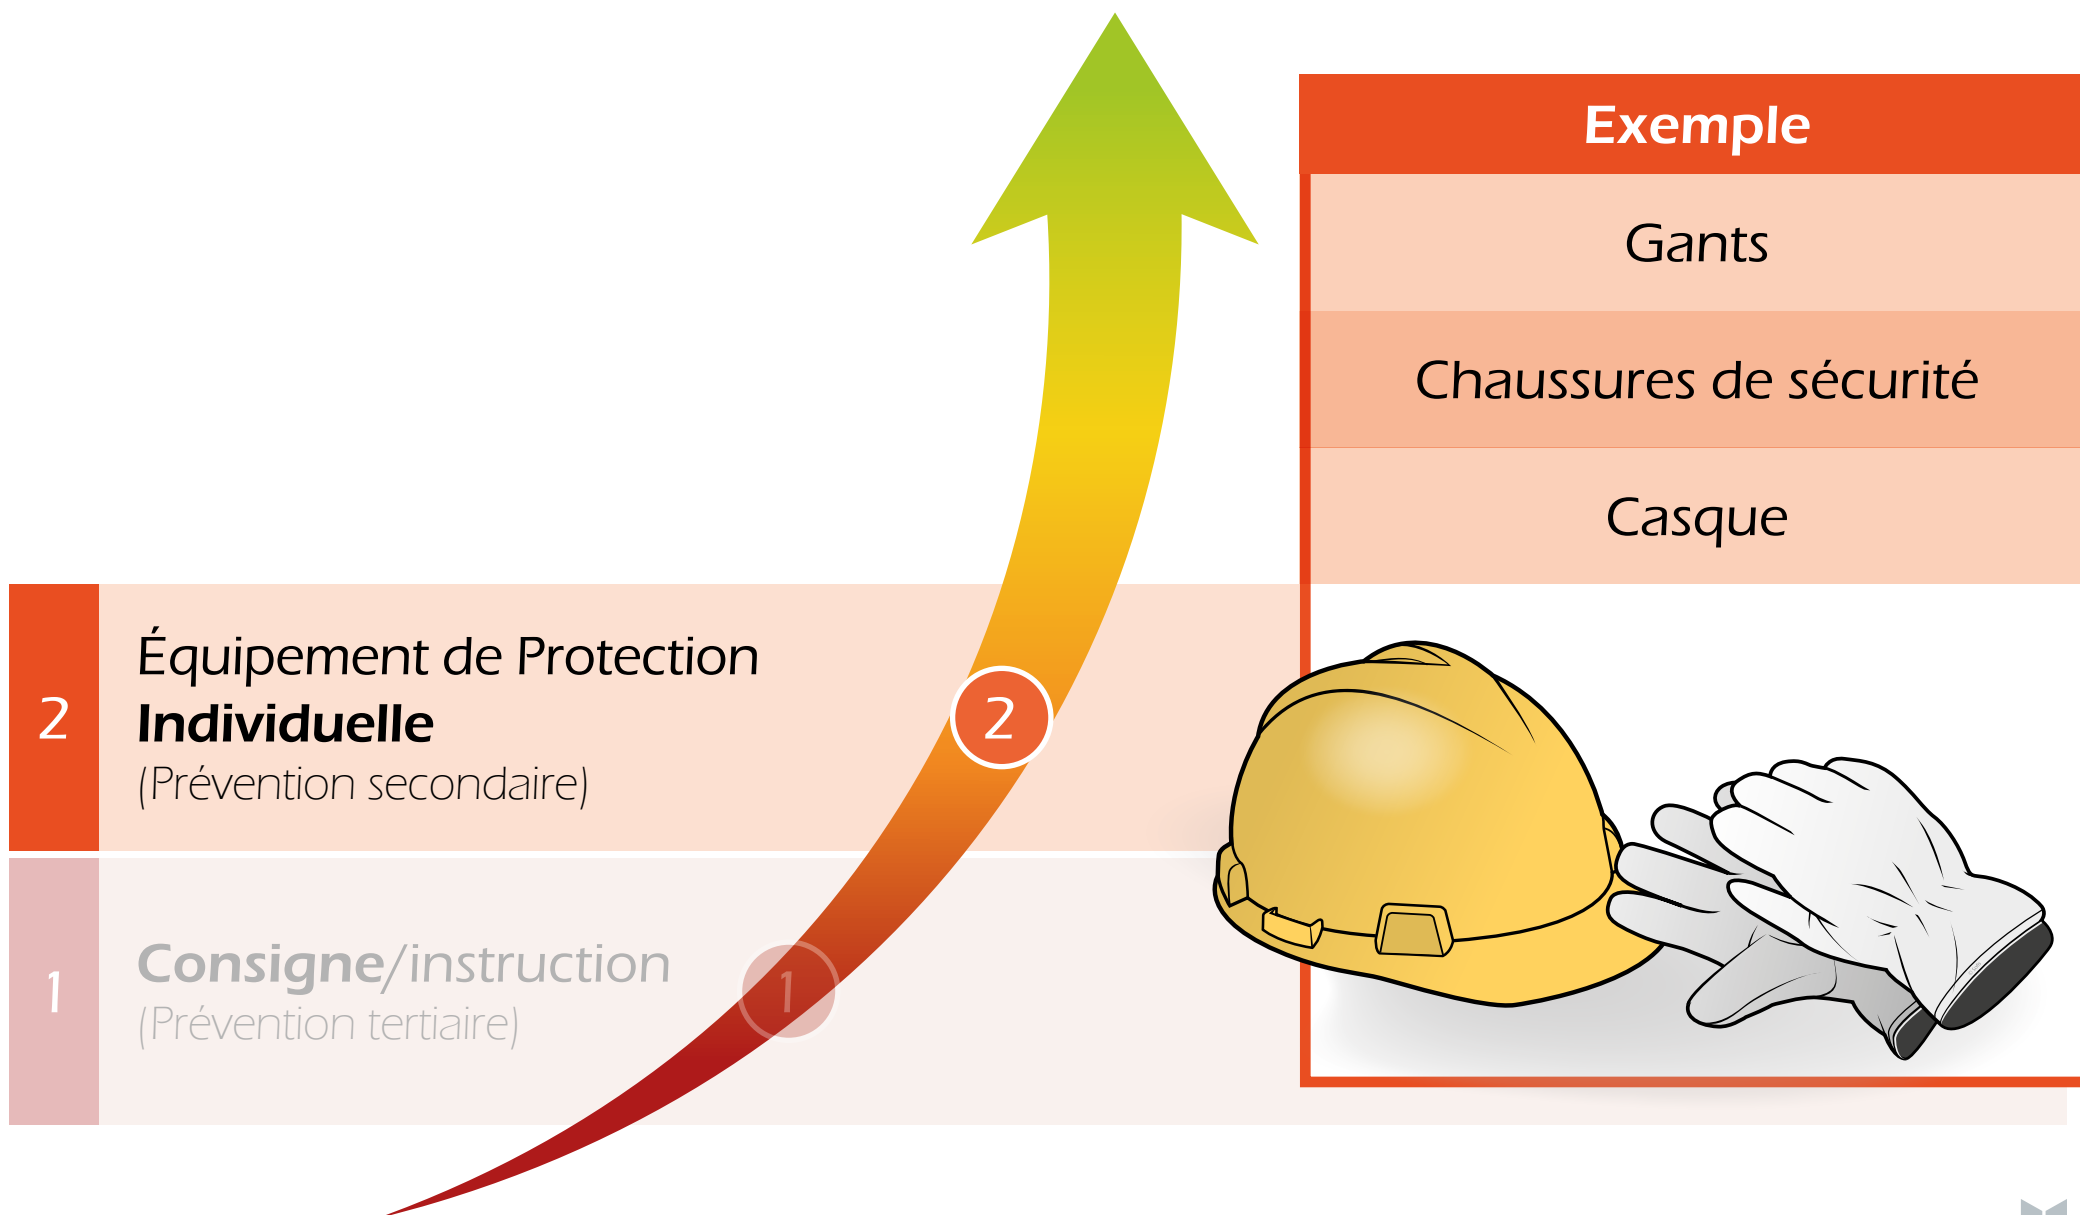 Exemple
Gants
Chaussures de sécurité
Casque
2
Équipement de Protection
Individuelle
(Prévention secondaire)
2
1
Consigne/instruction
(Prévention tertiaire)
1